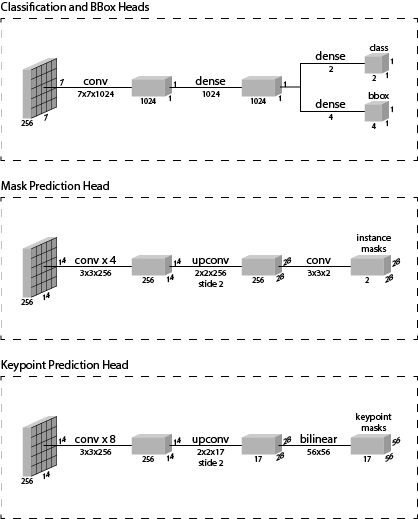 Classification and BBox Heads
7 conv 1 dense 1 dense class 1
7x7x1024 1024 2
256 7 1024 1 1024 1 2 1
dense bbox 1
4 4 1
Mask Prediction Head
14 conv x 4 14 upconv 28 conv instance masks 28
3x3x256 2x2x256 3x3x2
256 14 256 14 stide 2 256 28 2 28
Keypoint Prediction Head
14 conv x 8 14 upconv 28 bilinear keypoint masks 56
3x3x256 2x2x17 56x56
256 14 256 14 stide 2 17 28 17 56